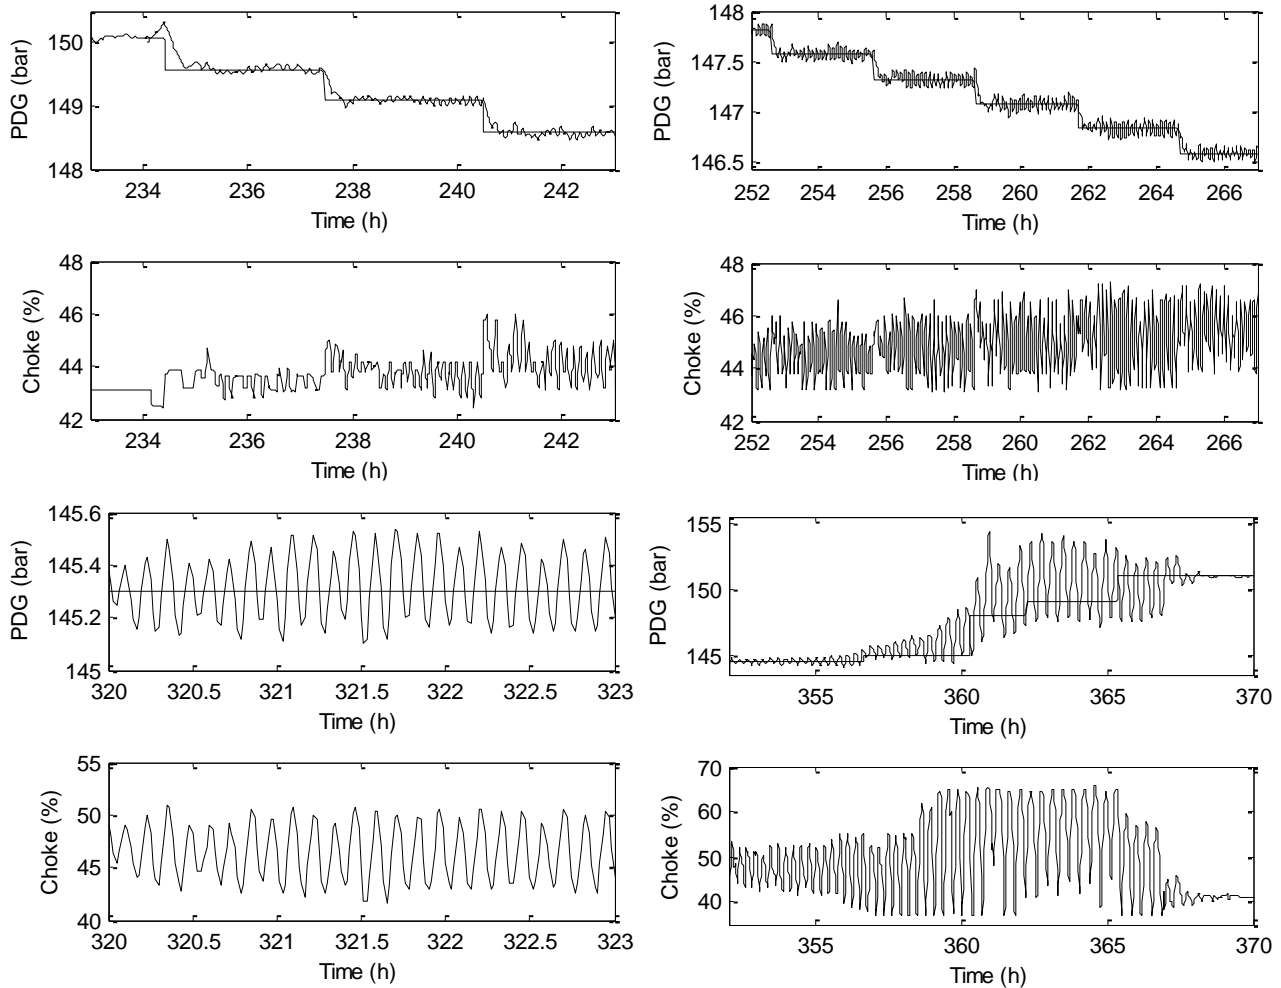 PDG (bar)
150
149
148
234 236 238 240 242
Time (h)
PDG (bar)
148
147.5
147
146.5
252 254 256 258 260 262 264 266
Time (h)
Choke (%)
48
46
44
42
234 236 238 240 242
Time (h)
Choke (%)
48
46
44
42
252 254 256 258 260 262 264 266
Time (h)
PDG (bar)
145.6
145.4
145.2
145
320 320.5 321 321.5 322 322.5 323
Time (h)
PDG (bar)
155
150
145
355 360 365 370
Time (h)
Choke (%)
55
50
45
40
320 320.5 321 321.5 322 322.5 323
Time (h)
Choke (%)
70
60
50
40
355 360 365 370
Time (h)